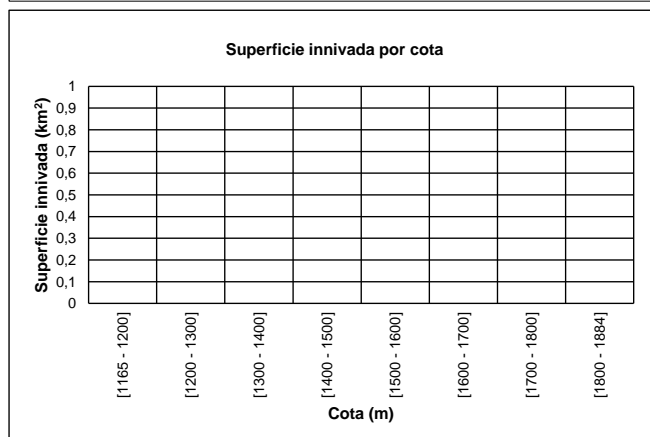 Superficie innivada por cota
Superficie innivada (km²)
1
0,9
0,8
0,7
0,6
0,5
0,4
0,3
0,2
0,1
0
[1165 - 1200]
[1200 - 1300]
[1300 - 1400]
[1400 - 1500]
[1500 - 1600]
[1600 - 1700]
[1700 - 1800]
[1800 - 1884]
Cota (m)